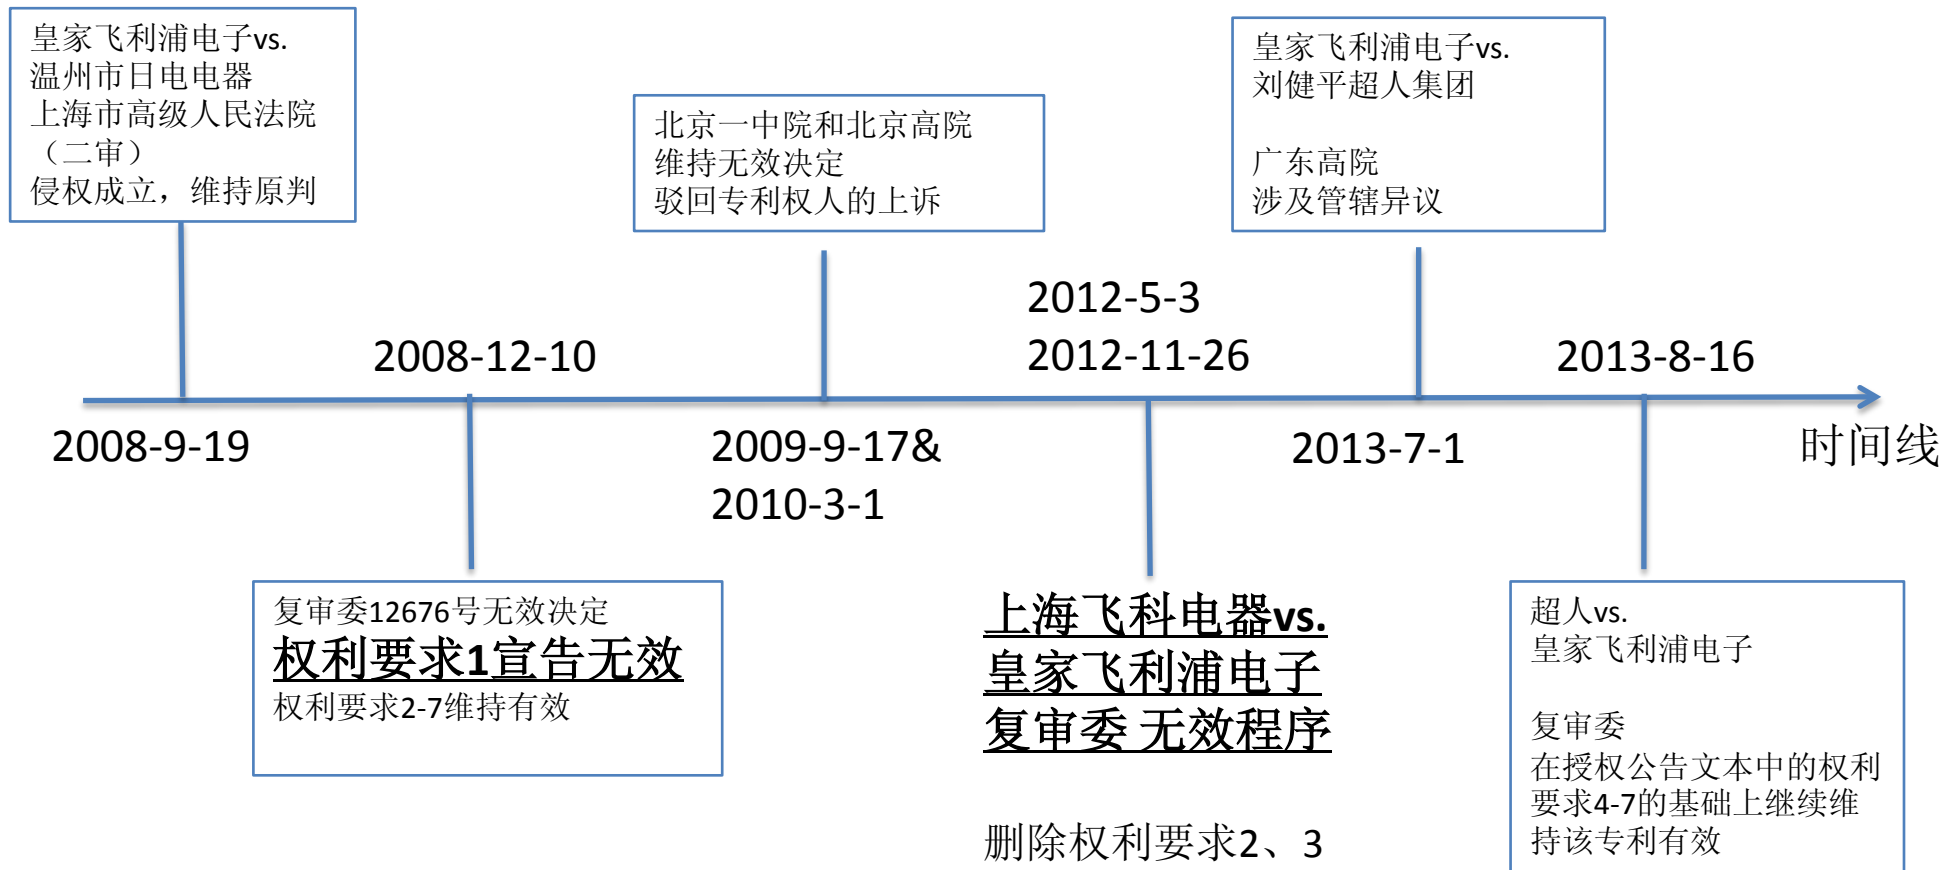 皇家飞利浦电子vs.
温州市日电电器
上海市高级人民法院
（二审）
侵权成立，维持原判
北京一中院和北京高院
维持无效决定
驳回专利权人的上诉
皇家飞利浦电子vs.
刘健平超人集团
广东高院
涉及管辖异议
2012-5-3
2012-11-26
2008-12-10
2013-8-16
2008-9-19
2009-9-17&
2010-3-1
2013-7-1
时间线
复审委12676号无效决定
权利要求1宣告无效
权利要求2-7维持有效
上海飞科电器vs.
皇家飞利浦电子
复审委 无效程序
删除权利要求2、3
超人vs.
皇家飞利浦电子
复审委
在授权公告文本中的权利
要求4-7的基础上继续维
持该专利有效